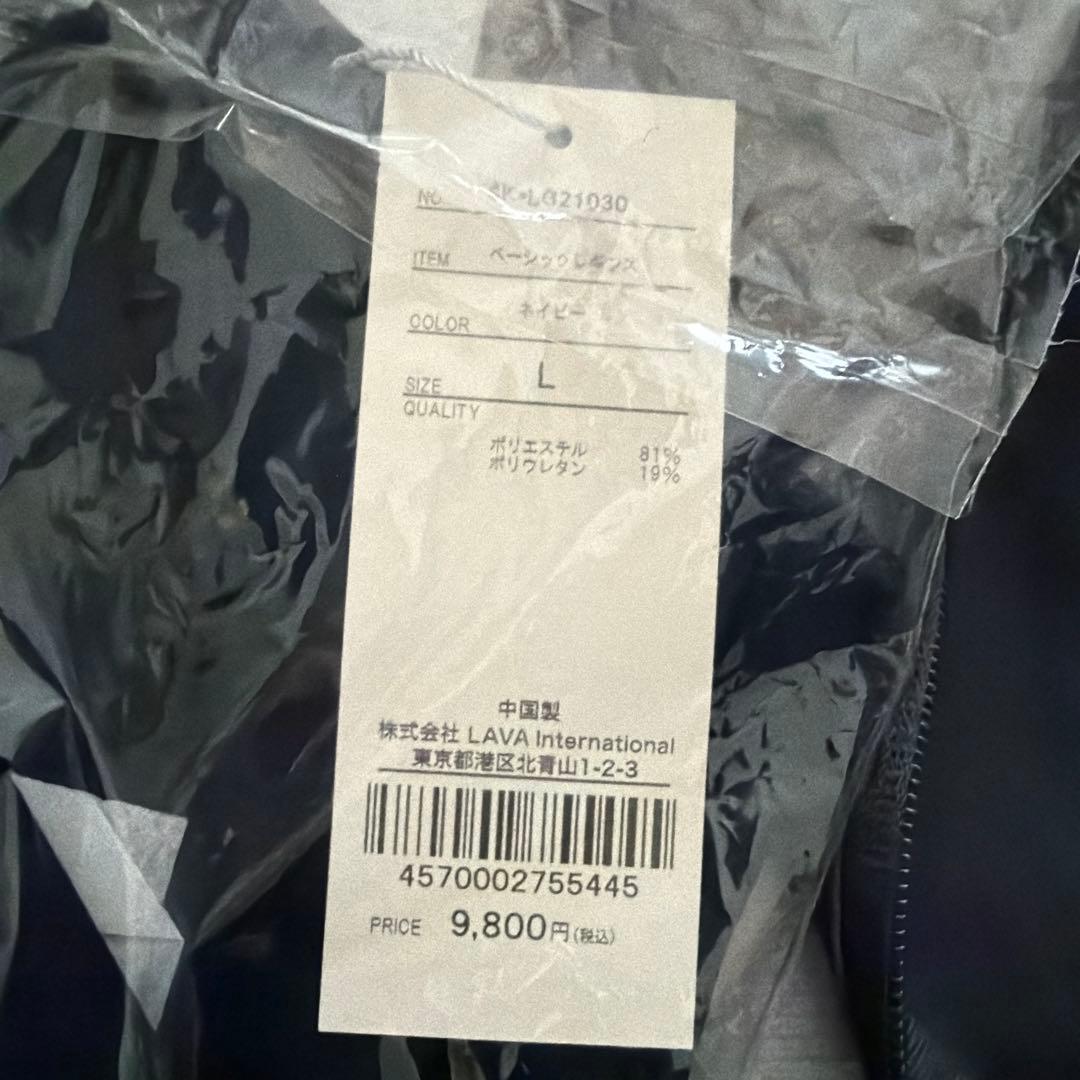 NO. LG21030
ITEM ベーシックレギンス
COLOR ネイビー
SIZE L
QUALITY
ポリエステル 81%
ポリウレタン 19%
中国製
株式会社 LAVA International
東京都港区北青山1-2-3
4570002755445
PRICE 9,800円(税込)